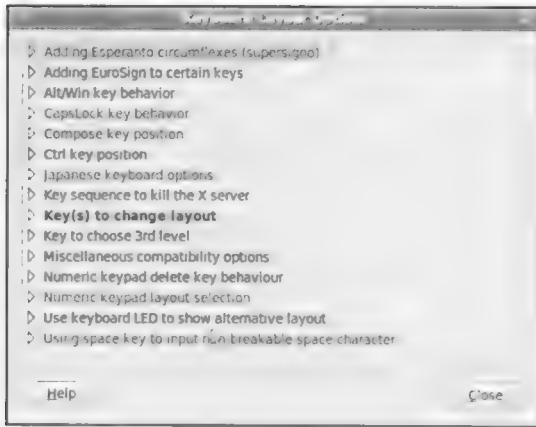 Keyboard Layout Options
Adding Esperanto circumflexes (supersigno)
Adding EuroSign to certain keys
Alt/Win key behavior
CapsLock key behavior
Compose key position
Ctrl key position
Japanese keyboard options
Key sequence to kill the X server
Key(s) to change layout
Key to choose 3rd level
Miscellaneous compatibility options
Numeric keypad delete key behaviour
Numeric keypad layout selection
Use keyboard LED to show alternative layout
Using space key to input non breakable space character
Help
Close